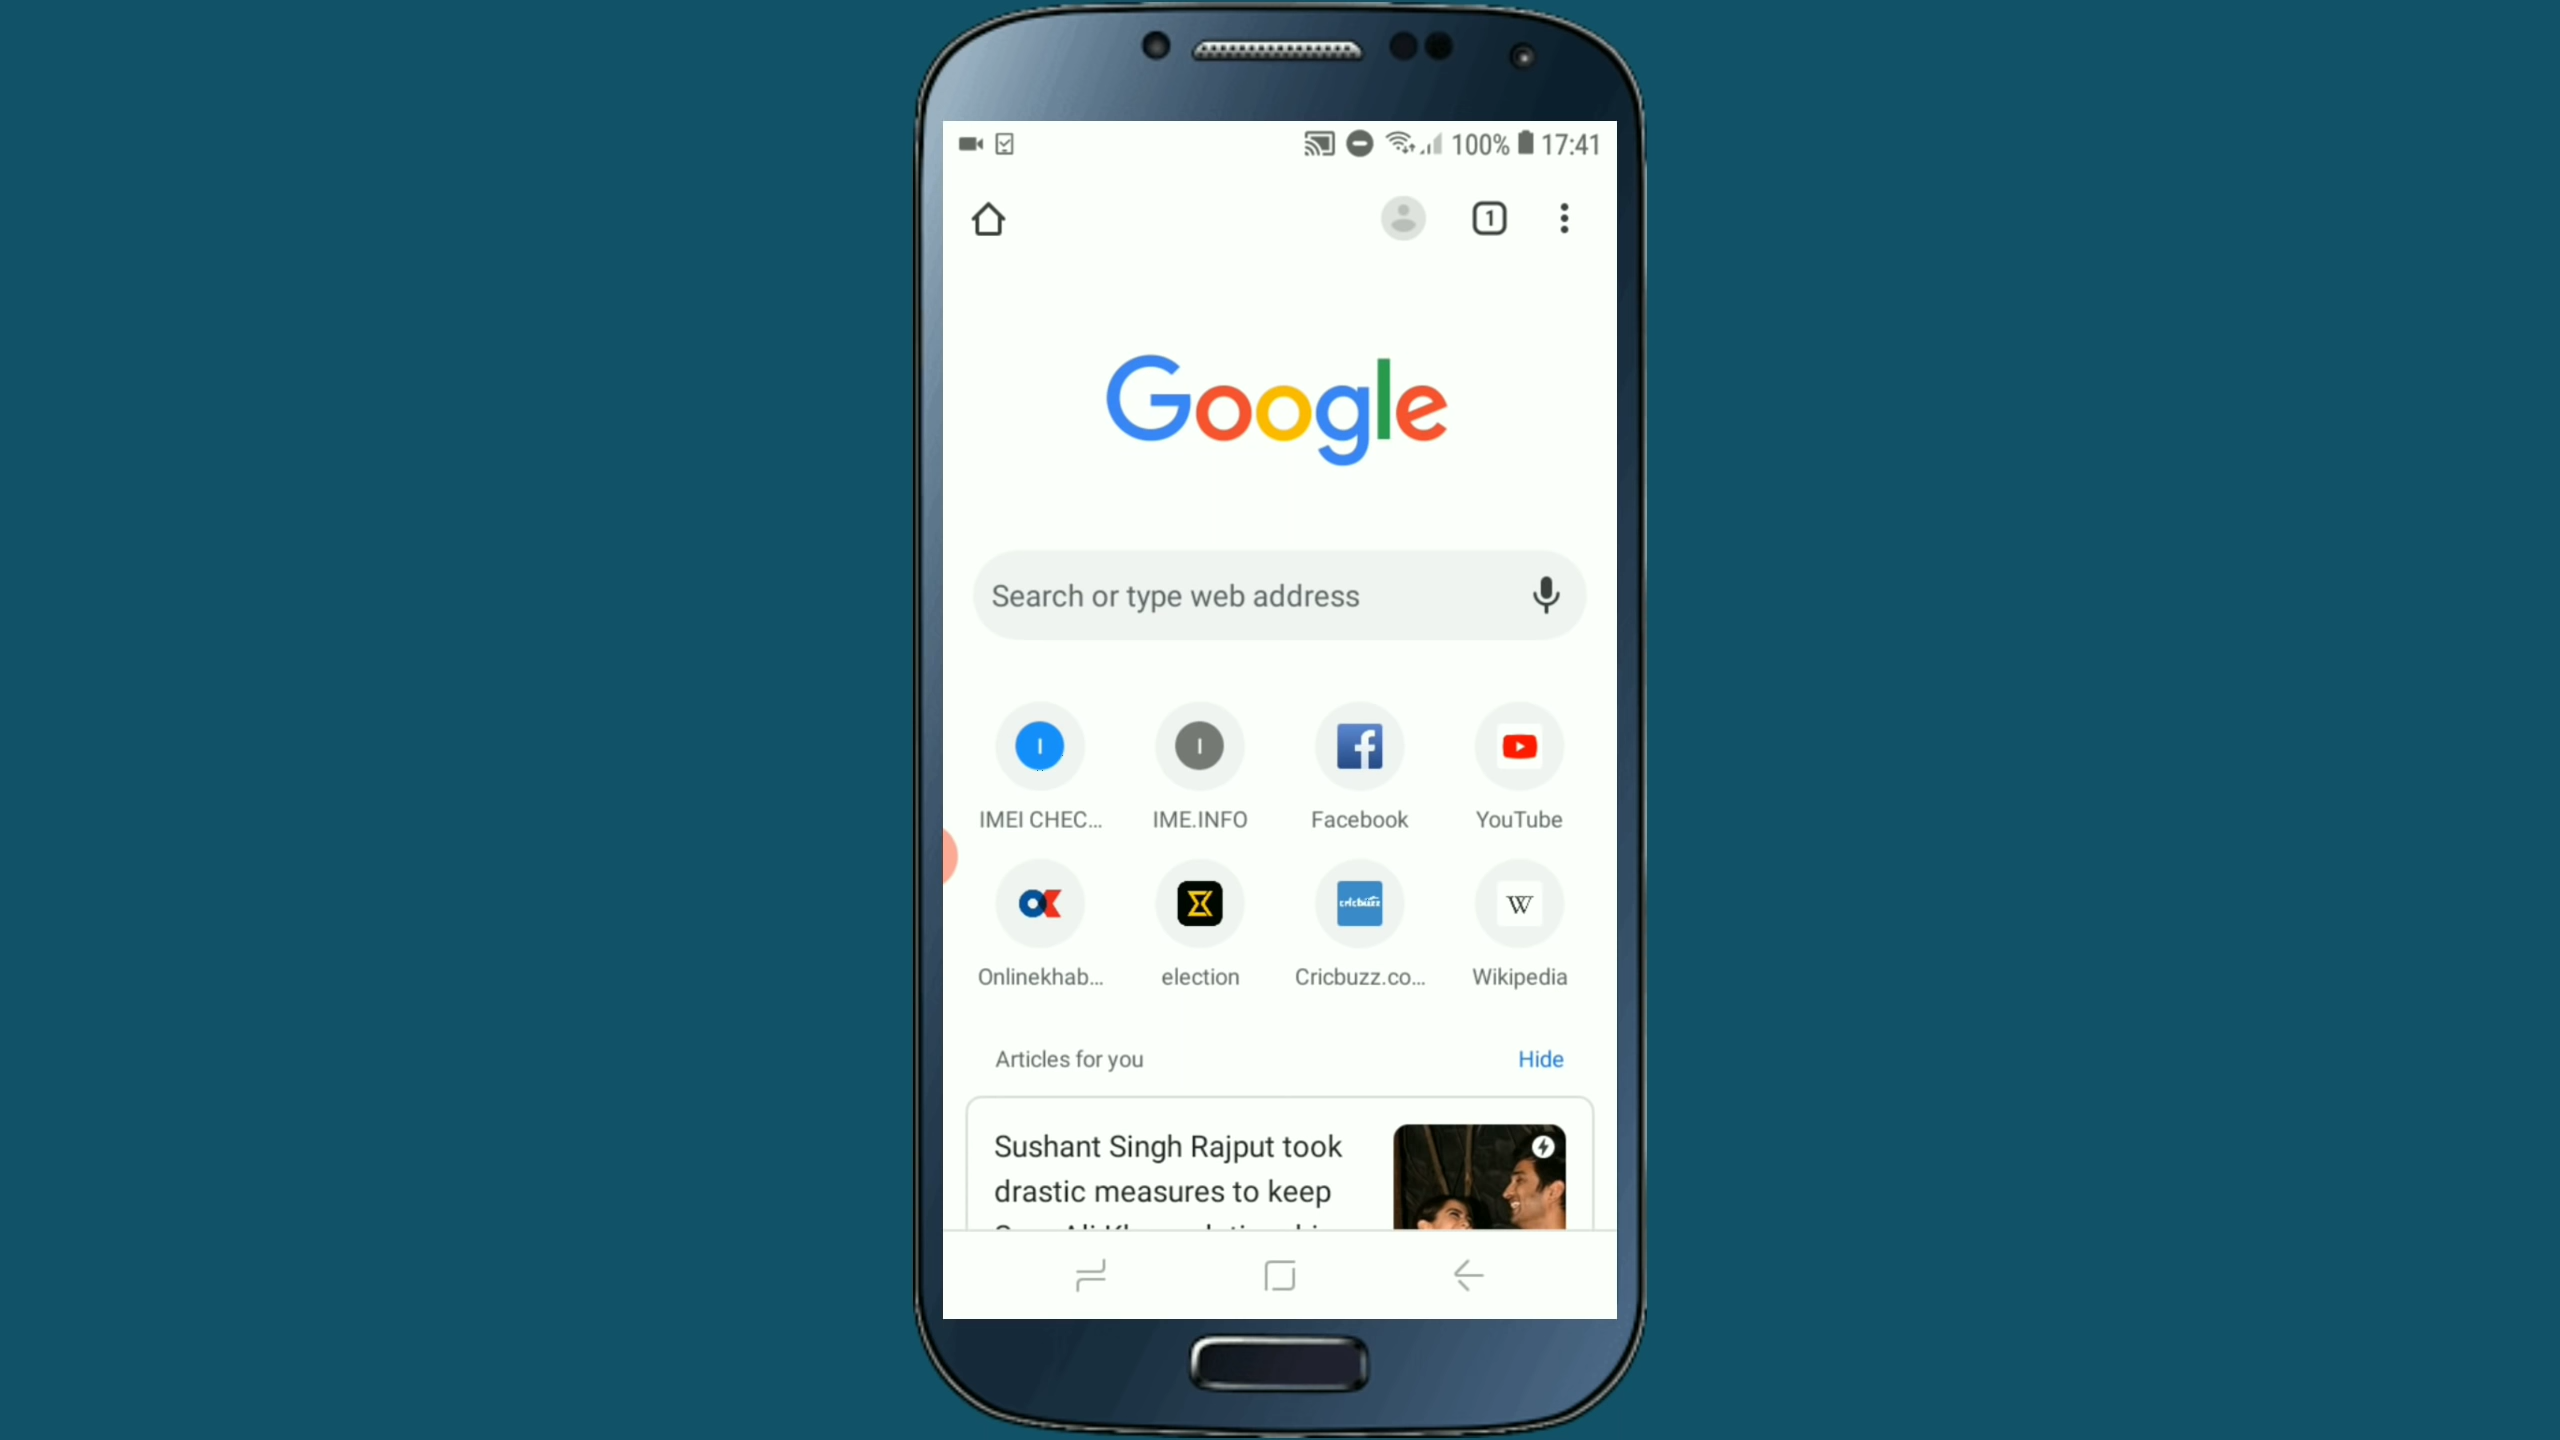 100% 17:41
1
Google
Search or type web address
I I
IMEI CHEC... IME.INFO Facebook YouTube
cricbuzz W
Onlinekhab... election Cricbuzz.co... Wikipedia
Articles for you Hide
Sushant Singh Rajput took
drastic measures to keep